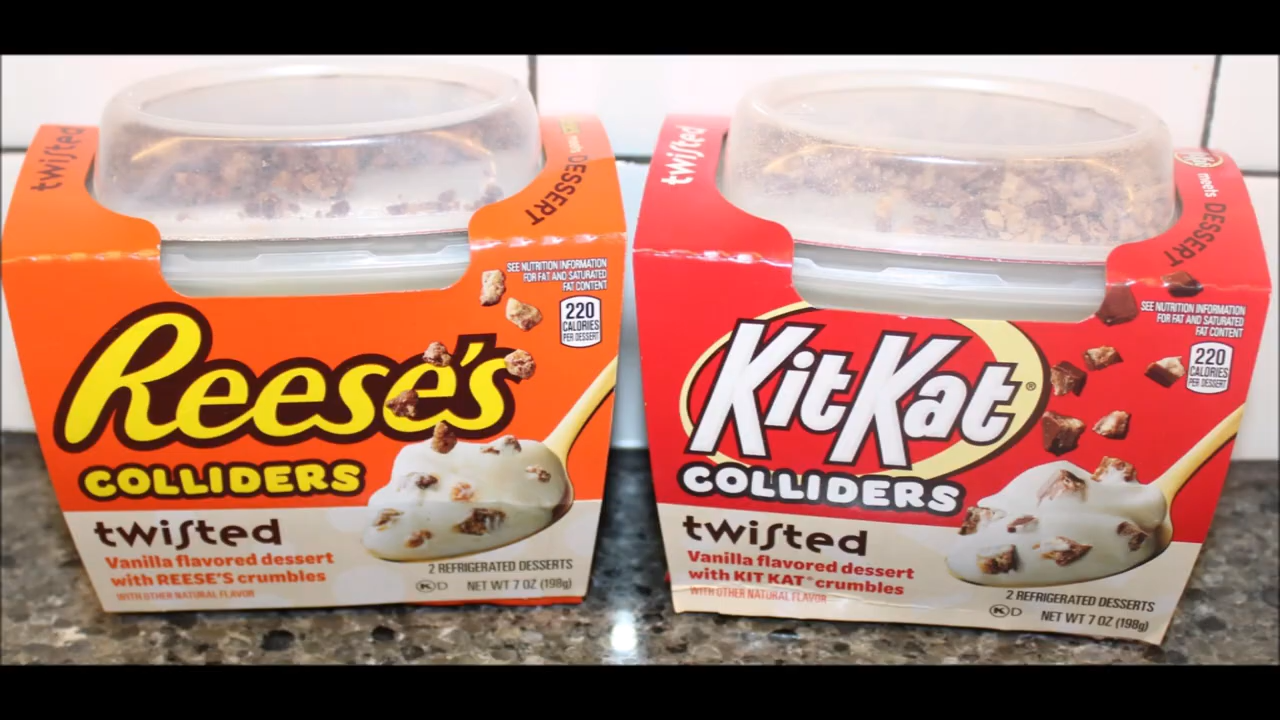 twisted
REESE'S meets DESSERT
SEE NUTRITION INFORMATION
FOR FAT AND SATURATED
FAT CONTENT
220
CALORIES
PER DESSERT
Reese's
COLLIDERS
twisted
Vanilla flavored dessert
with REESE'S crumbles
WITH OTHER NATURAL FLAVOR
2 REFRIGERATED DESSERTS
K D
NET WT 7 OZ (198g)
twisted
meets DESSERT
SEE NUTRITION INFORMATION
FOR FAT AND SATURATED
FAT CONTENT
220
CALORIES
PER DESSERT
KitKat®
COLLIDERS
twisted
Vanilla flavored dessert
with KIT KAT® crumbles
WITH OTHER NATURAL FLAVOR
2 REFRIGERATED DESSERTS
K D
NET WT 7 OZ (198g)